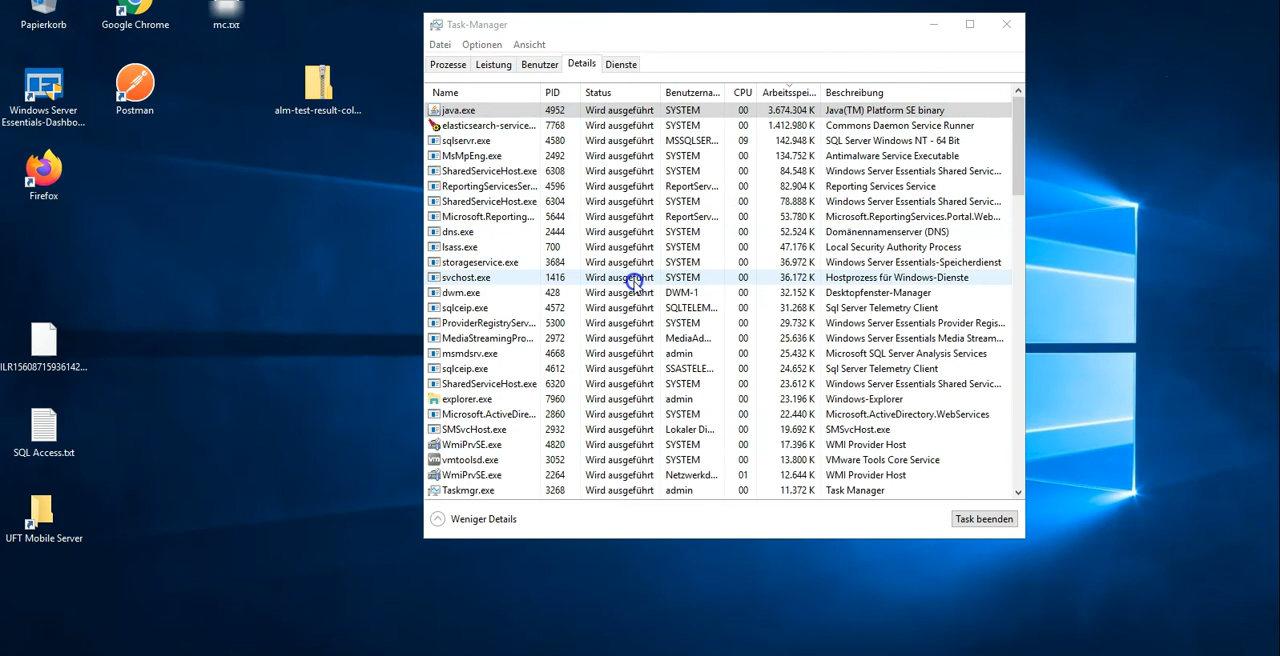 Papierkorb
Google Chrome
mc.txt
Windows Server
Essentials-Dashbo...
Postman
alm-test-result-col...
Firefox
ILR15608715936142...
SQL Access.txt
UFT Mobile Server
Task-Manager
Datei Optionen Ansicht
Prozesse Leistung Benutzer Details Dienste
Name PID Status Benutzerna... CPU Arbeitsspei... Beschreibung
java.exe 4952 Wird ausgeführt SYSTEM 00 3.674.304 K Java(TM) Platform SE binary
elasticsearch-service... 7768 Wird ausgeführt SYSTEM 00 1.412.980 K Commons Daemon Service Runner
sqlservr.exe 4580 Wird ausgeführt MSSQLSER... 09 142.948 K SQL Server Windows NT - 64 Bit
MsMpEng.exe 2492 Wird ausgeführt SYSTEM 00 134.752 K Antimalware Service Executable
SharedServiceHost.exe 6308 Wird ausgeführt SYSTEM 00 84.548 K Windows Server Essentials Shared Servic...
ReportingServicesSer... 4596 Wird ausgeführt ReportServ... 00 82.904 K Reporting Services Service
SharedServiceHost.exe 6304 Wird ausgeführt SYSTEM 00 78.888 K Windows Server Essentials Shared Servic...
Microsoft.Reporting... 5644 Wird ausgeführt ReportServ... 00 53.780 K Microsoft.ReportingServices.Portal.Web...
dns.exe 2444 Wird ausgeführt SYSTEM 00 52.524 K Domänennamenserver (DNS)
lsass.exe 700 Wird ausgeführt SYSTEM 00 47.176 K Local Security Authority Process
storageservice.exe 3684 Wird ausgeführt SYSTEM 00 36.972 K Windows Server Essentials-Speicherdienst
svchost.exe 1416 Wird ausgeführt SYSTEM 00 36.172 K Hostprozess für Windows-Dienste
dwm.exe 428 Wird ausgeführt DWM-1 00 32.152 K Desktopfenster-Manager
sqlceip.exe 4572 Wird ausgeführt SQLTELEM... 00 31.268 K Sql Server Telemetry Client
ProviderRegistryServ... 5300 Wird ausgeführt SYSTEM 00 29.732 K Windows Server Essentials Provider Regis...
MediaStreamingPro... 2972 Wird ausgeführt MediaAd... 00 25.636 K Windows Server Essentials Media Stream...
msmdsrv.exe 4668 Wird ausgeführt admin 00 25.432 K Microsoft SQL Server Analysis Services
sqlceip.exe 4612 Wird ausgeführt SSASTELE... 00 24.652 K Sql Server Telemetry Client
SharedServiceHost.exe 6320 Wird ausgeführt SYSTEM 00 23.612 K Windows Server Essentials Shared Servic...
explorer.exe 7960 Wird ausgeführt admin 00 23.196 K Windows-Explorer
Microsoft.ActiveDire... 2860 Wird ausgeführt SYSTEM 00 22.440 K Microsoft.ActiveDirectory.WebServices
SMSvcHost.exe 2932 Wird ausgeführt Lokaler Di... 00 19.692 K SMSvcHost.exe
WmiPrvSE.exe 4820 Wird ausgeführt SYSTEM 00 17.396 K WMI Provider Host
vmtoolsd.exe 3052 Wird ausgeführt SYSTEM 00 13.800 K VMware Tools Core Service
WmiPrvSE.exe 2264 Wird ausgeführt Netzwerkd... 01 12.644 K WMI Provider Host
Taskmgr.exe 3268 Wird ausgeführt admin 00 11.372 K Task Manager
Weniger Details
Task beenden